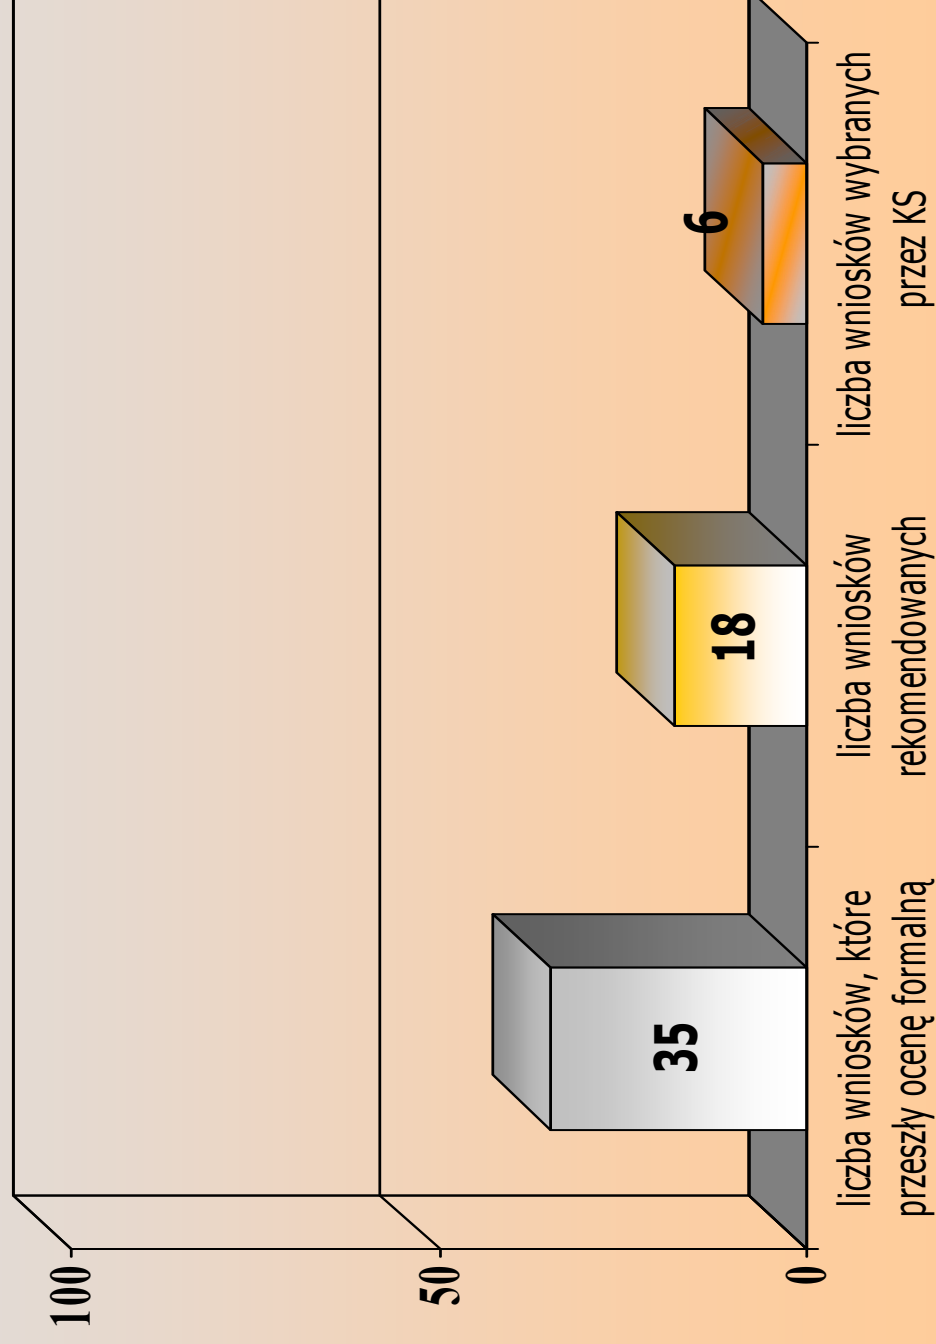 100
50
0
35
18
6
liczba wniosków, które
przeszły ocenę formalną
liczba wniosków
rekomendowanych
liczba wniosków wybranych
przez KS